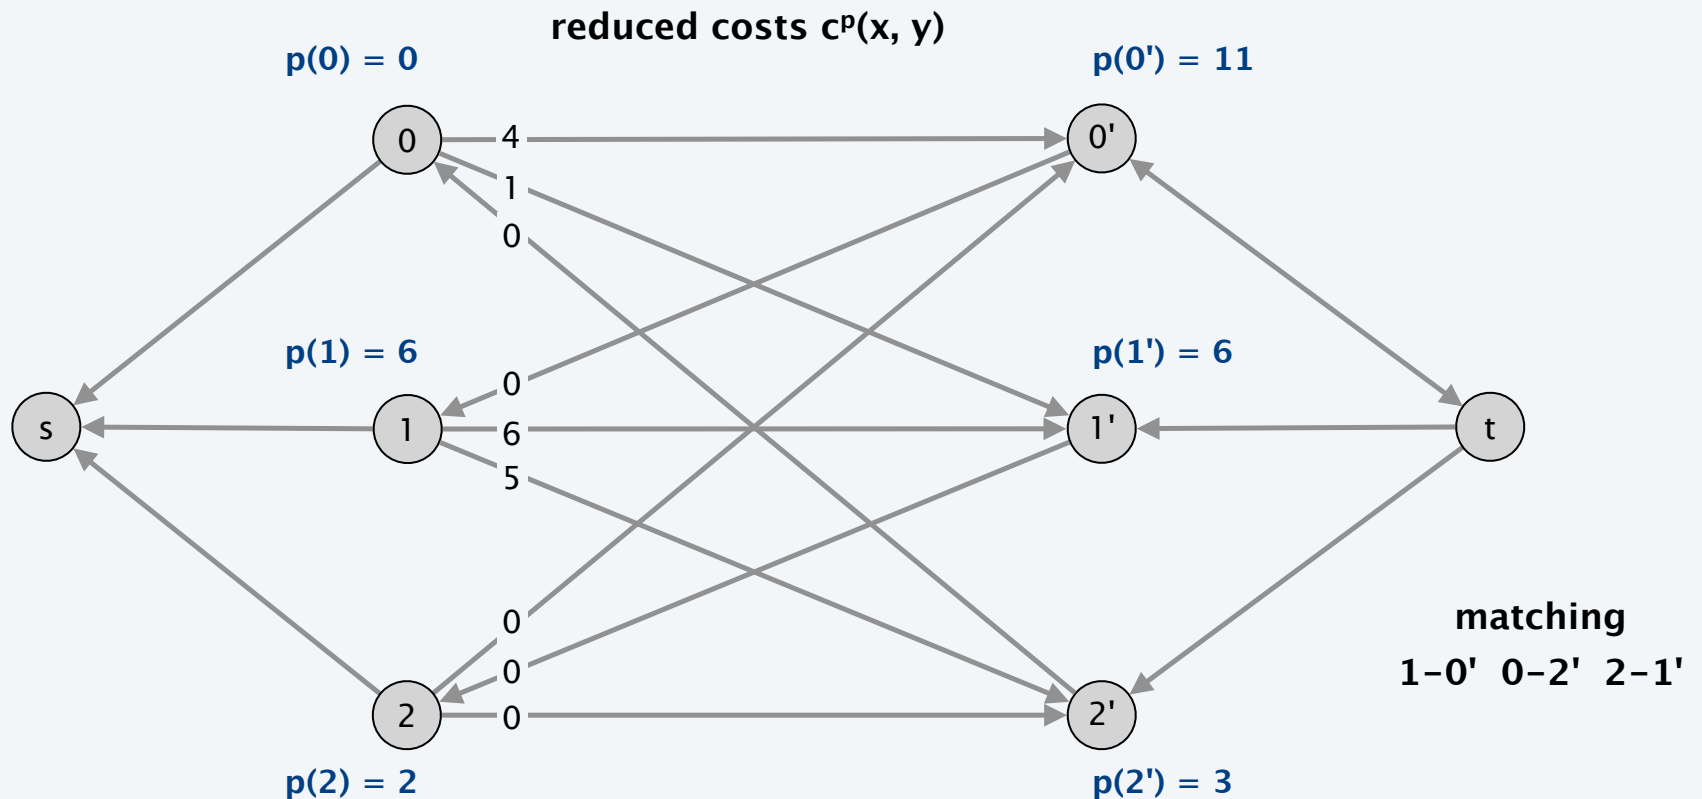 reduced costs cᵖ(x, y)
p(0) = 0
p(0') = 11
0
4
0'
1
0
p(1) = 6
p(1') = 6
0
s
1
6
1'
t
5
0
matching
1–0' 0–2' 2–1'
0
2
0
2'
p(2) = 2
p(2') = 3